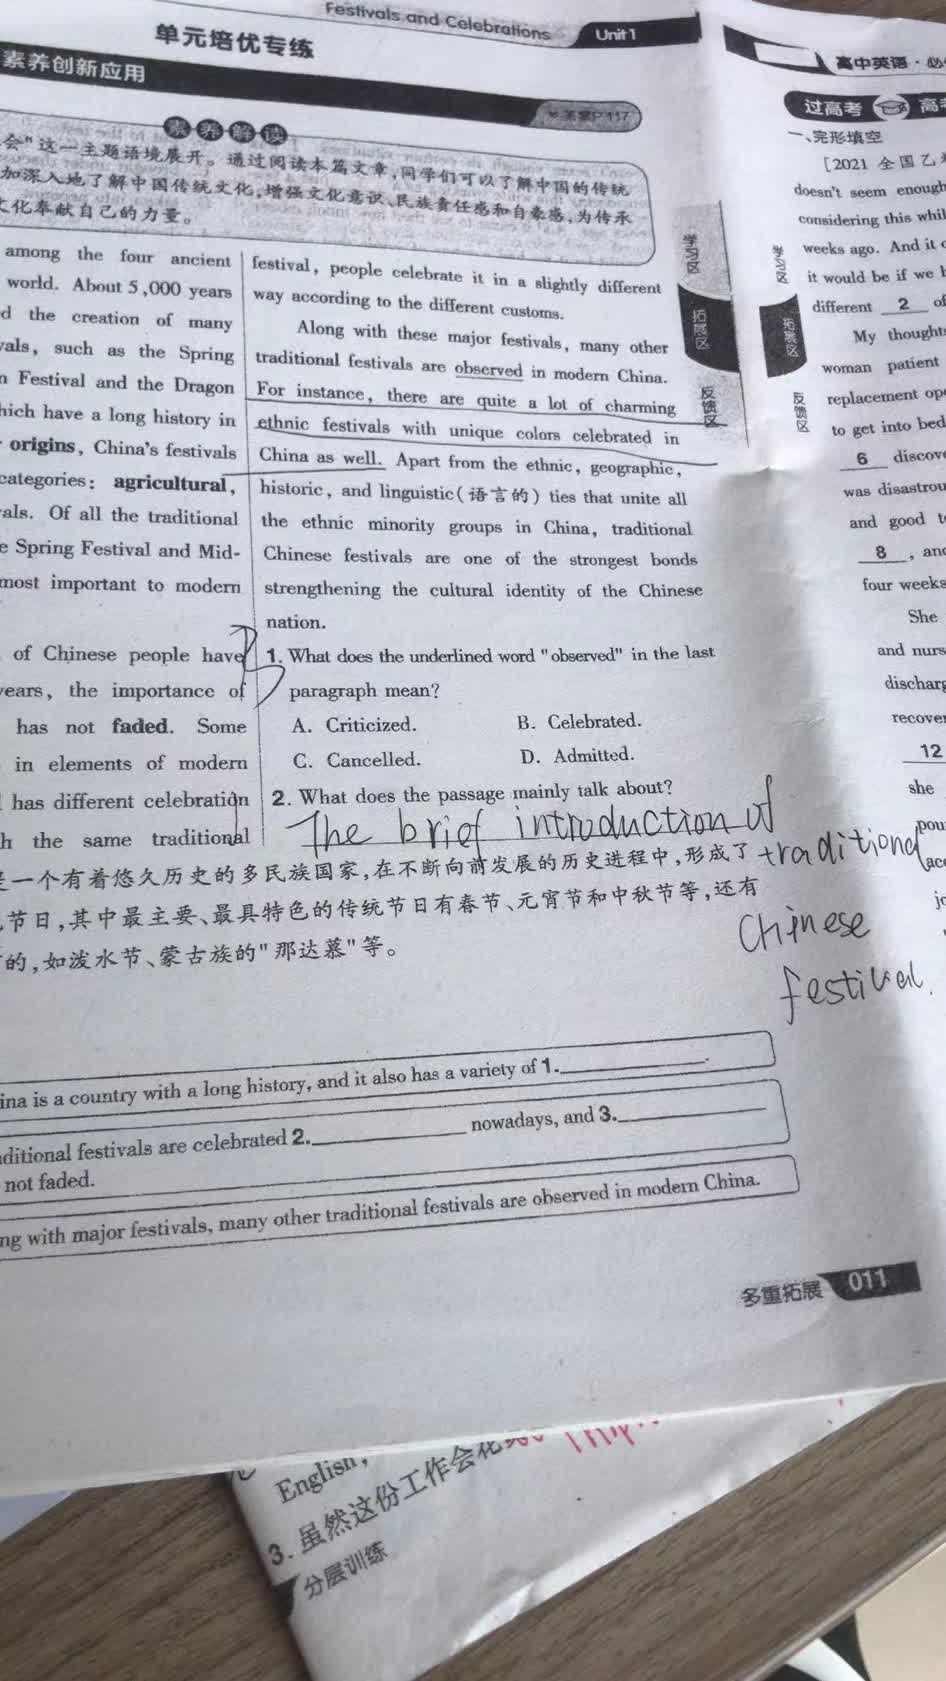 Festivals and Celebrations Unit 1
单元培优专练
素养创新应用
答案P117
素养解读
会"这一主题语境展开。通过阅读本篇文章,同学们可以了解中国的传统
加深入地了解中国传统文化,增强文化意识、民族责任感和自豪感,为传承
文化奉献自己的力量。
among the four ancient
world. About 5,000 years
the creation of many
such as the Spring
Festival and the Dragon
which have a long history in
origins, China's festivals
categories: agricultural,
Of all the traditional
Spring Festival and Mid-
most important to modern
of Chinese people have
years, the importance of
has not faded. Some
in elements of modern
has different celebration
the same traditional
festival, people celebrate it in a slightly different
way according to the different customs.
Along with these major festivals, many other
traditional festivals are observed in modern China.
For instance, there are quite a lot of charming
ethnic festivals with unique colors celebrated in
China as well. Apart from the ethnic, geographic,
historic, and linguistic(语言的) ties that unite all
the ethnic minority groups in China, traditional
Chinese festivals are one of the strongest bonds
strengthening the cultural identity of the Chinese
nation.
1. What does the underlined word "observed" in the last
paragraph mean?
A. Criticized. B. Celebrated.
C. Cancelled. D. Admitted.
2. What does the passage mainly talk about?
The brief introduction of
traditional
Chinese
festival.
是一个有着悠久历史的多民族国家,在不断向前发展的历史进程中,形成了
节日,其中最主要、最具特色的传统节日有春节、元宵节和中秋节等,还有
的,如泼水节、蒙古族的"那达慕"等。
ina is a country with a long history, and it also has a variety of 1.____.
ditional festivals are celebrated 2.____ nowadays, and 3.____
not faded.
ng with major festivals, many other traditional festivals are observed in modern China.
多重拓展 011
学习区
拓展区
反馈区
高中英语·必
过高考 高考
一、完形填空
[2021 全国乙
doesn't seem enough
considering this whil
weeks ago. And it
it would be if we
different 2 of
My thought
woman patient
replacement op
to get into bed
6 discov
was disastrou
and good
8, an
four weeks
She
and nurs
discharg
recover
12
she
pou
学习区
拓展区
反馈区
English,
3. 虽然这份工作会花
分层训练